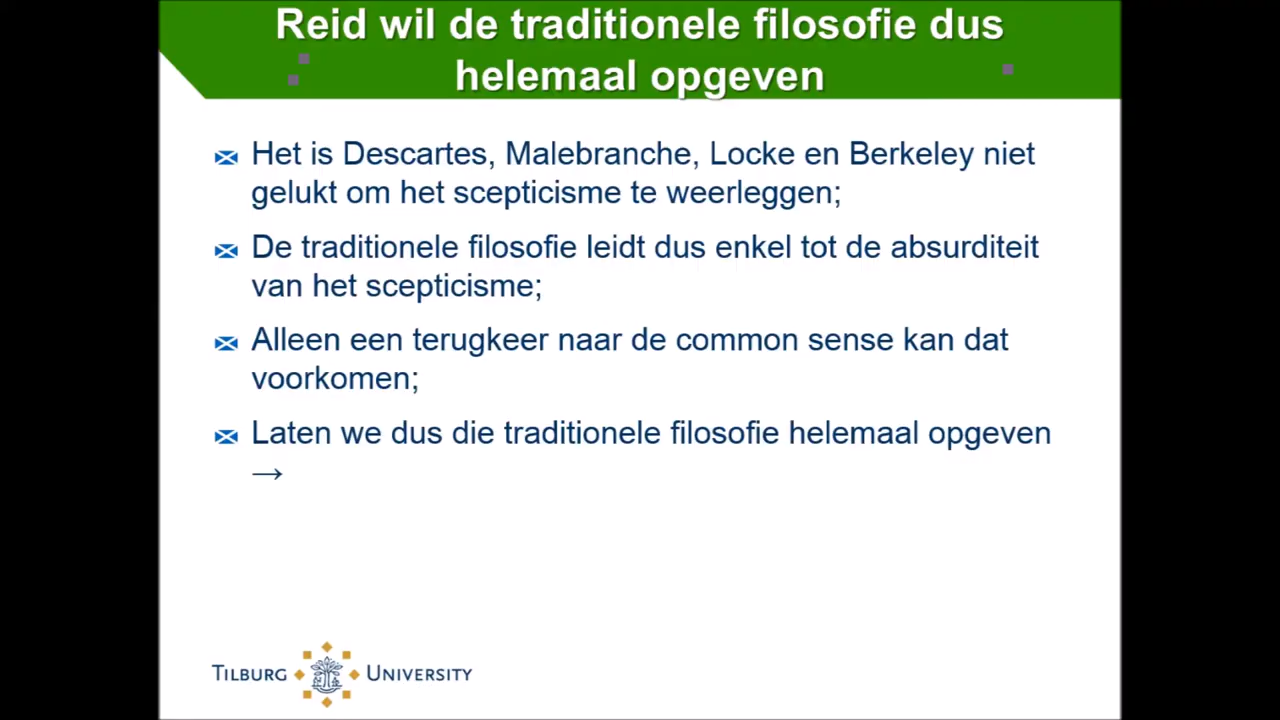 Reid wil de traditionele filosofie dus
helemaal opgeven
Het is Descartes, Malebranche, Locke en Berkeley niet
gelukt om het scepticisme te weerleggen;
De traditionele filosofie leidt dus enkel tot de absurditeit
van het scepticisme;
Alleen een terugkeer naar de common sense kan dat
voorkomen;
Laten we dus die traditionele filosofie helemaal opgeven
→
TILBURG UNIVERSITY